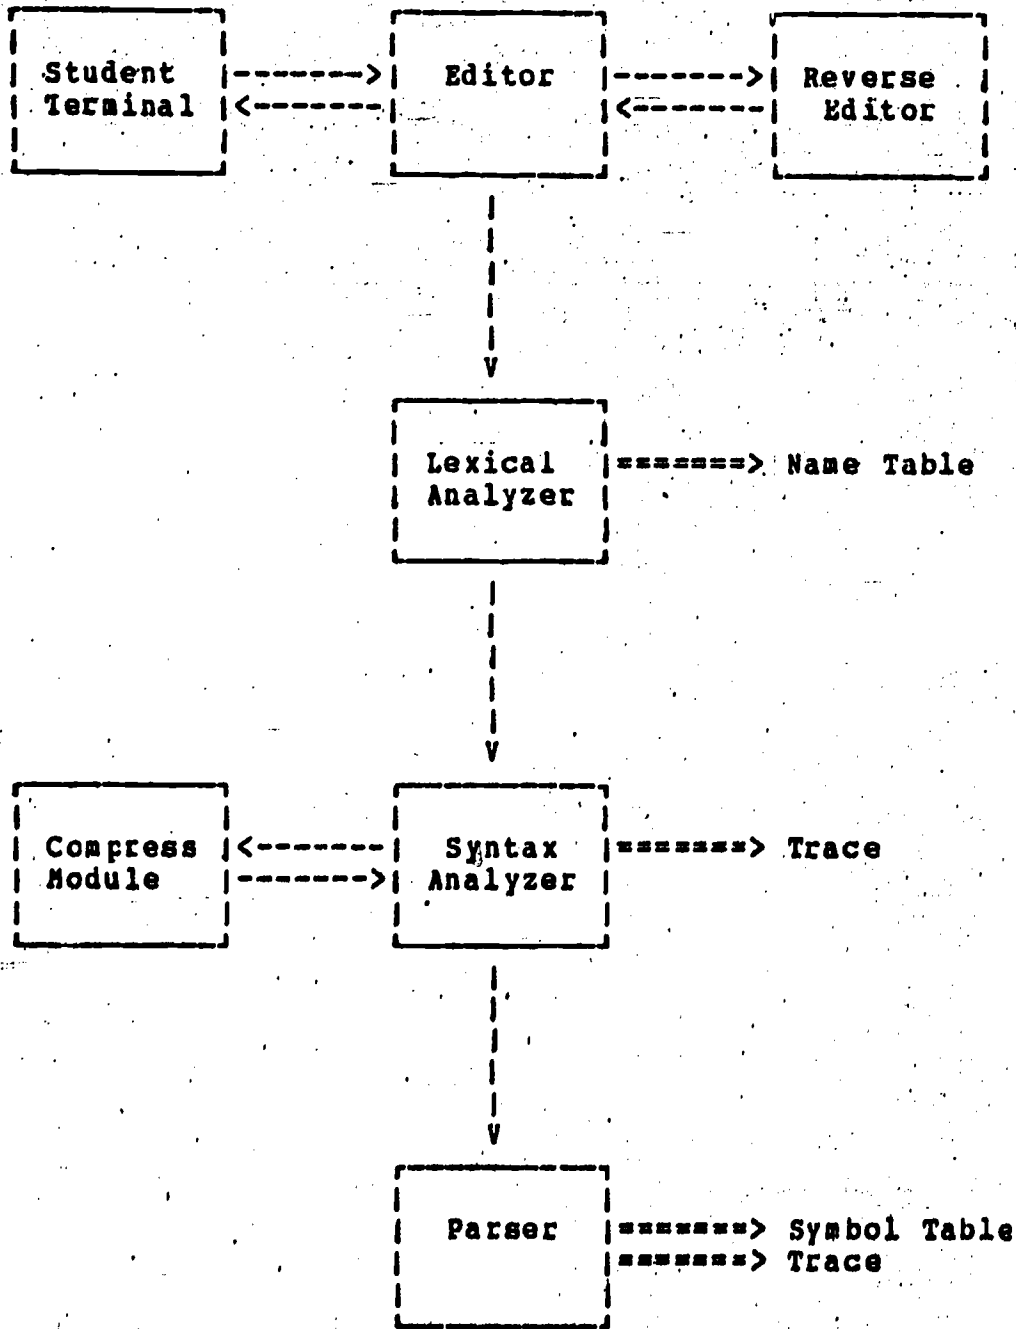 Student Terminal
Editor
Reverse Editor
Lexical Analyzer
Name Table
Compress Module
Syntax Analyzer
Trace
Parser
Symbol Table
Trace